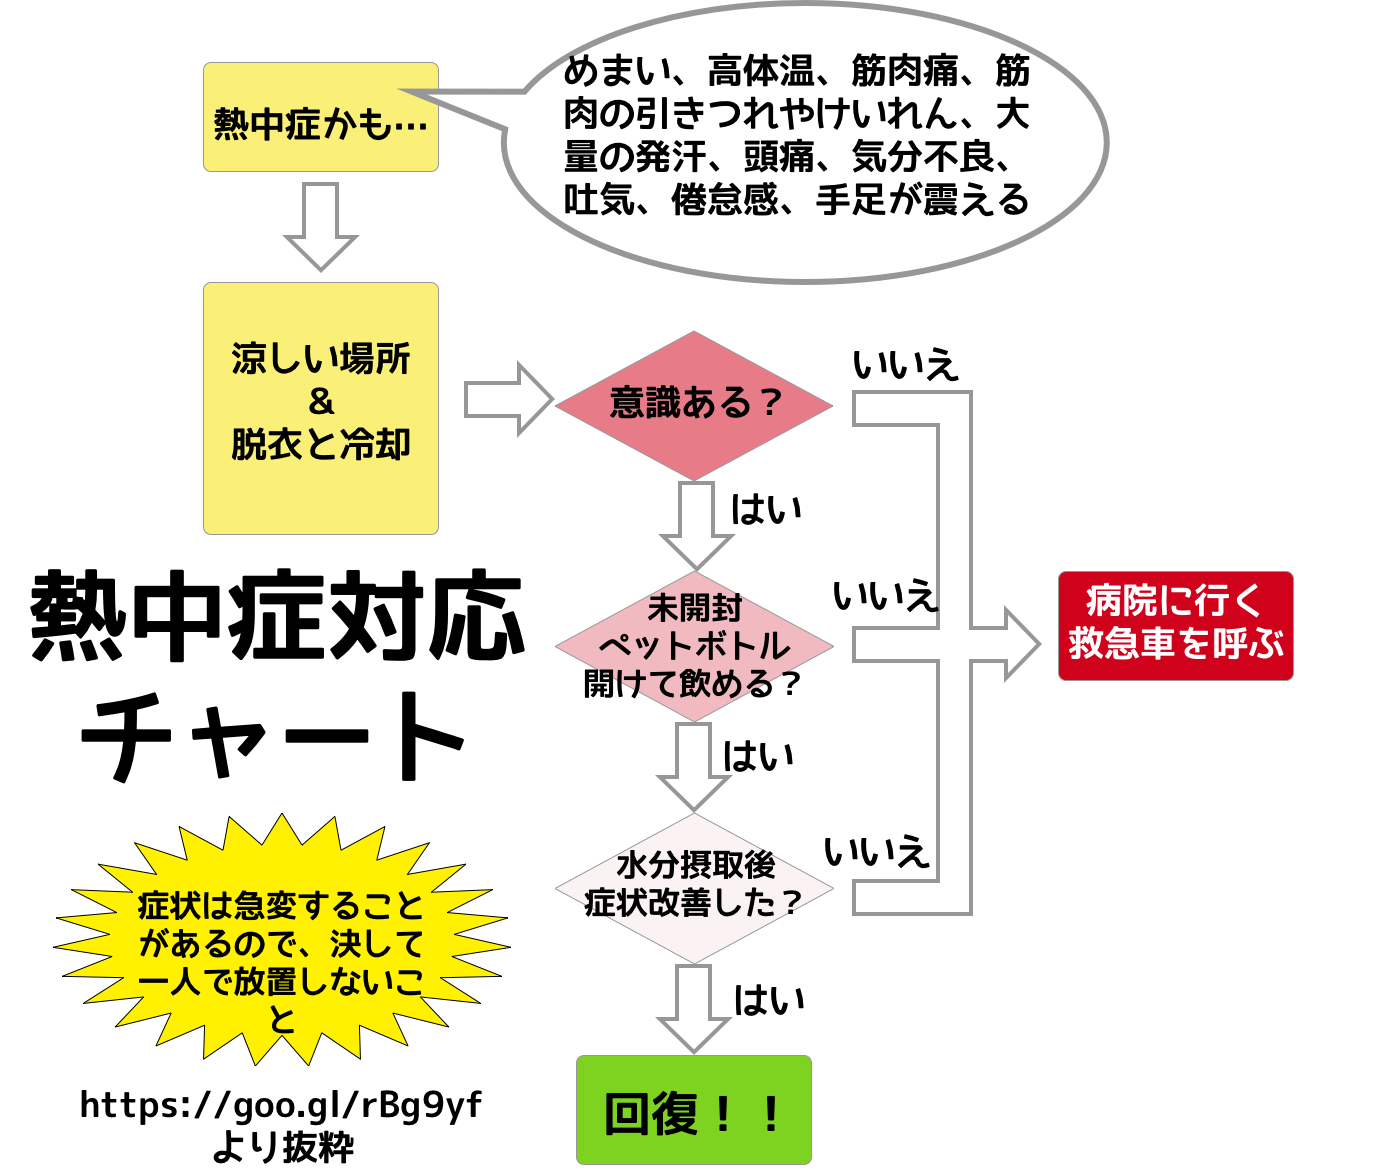 熱中症かも…
めまい、高体温、筋肉痛、筋
肉の引きつれやけいれん、大
量の発汗、頭痛、気分不良、
吐気、倦怠感、手足が震える
涼しい場所
&
脱衣と冷却
意識ある？
いいえ
はい
熱中症対応
チャート
未開封
ペットボトル
開けて飲める？
いいえ
病院に行く
救急車を呼ぶ
はい
水分摂取後
症状改善した？
いいえ
はい
症状は急変すること
があるので、決して
一人で放置しないこ
と
回復！！
https://goo.gl/rBg9yf
より抜粋